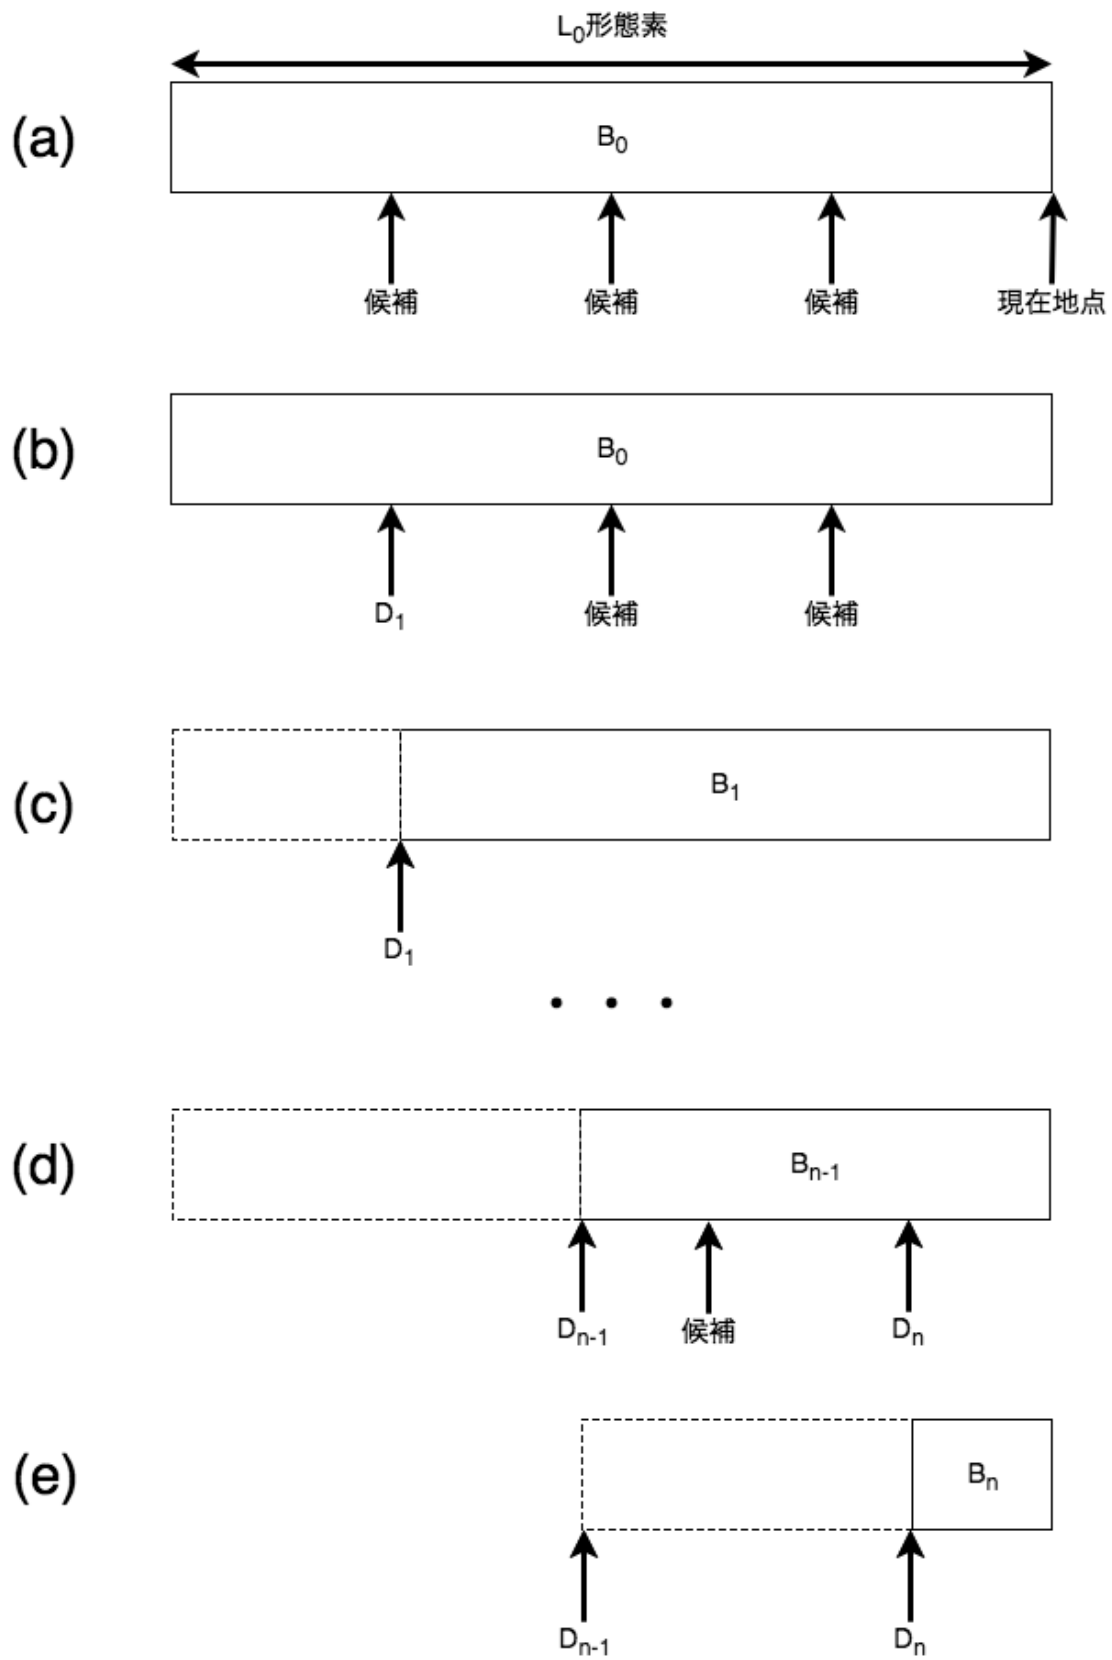 L₀形態素
(a)
B₀
候補 候補 候補 現在地点
(b)
B₀
D₁ 候補 候補
(c)
B₁
D₁
・ ・ ・
(d)
Bₙ₋₁
Dₙ₋₁ 候補 Dₙ
(e)
Bₙ
Dₙ₋₁ Dₙ